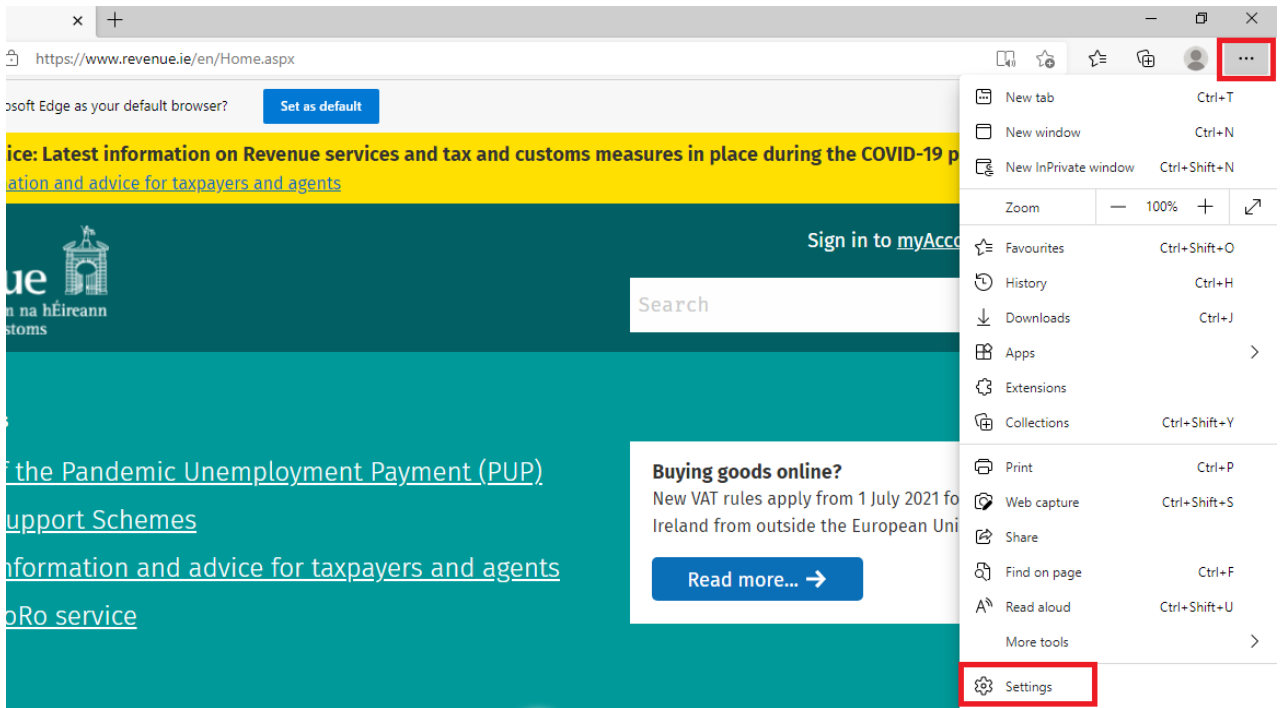 https://www.revenue.ie/en/Home.aspx
osoft Edge as your default browser?
Set as default
ice: Latest information on Revenue services and tax and customs measures in place during the COVID-19 p
ation and advice for taxpayers and agents
ue
n na hÉireann
stoms
Sign in to myAcco
Search
s
f the Pandemic Unemployment Payment (PUP)
upport Schemes
nformation and advice for taxpayers and agents
oRo service
Buying goods online?
New VAT rules apply from 1 July 2021 fo
Ireland from outside the European Uni
Read more...
New tab Ctrl+T
New window Ctrl+N
New InPrivate window Ctrl+Shift+N
Zoom 100%
Favourites Ctrl+Shift+O
History Ctrl+H
Downloads Ctrl+J
Apps
Extensions
Collections Ctrl+Shift+Y
Print Ctrl+P
Web capture Ctrl+Shift+S
Share
Find on page Ctrl+F
Read aloud Ctrl+Shift+U
More tools
Settings